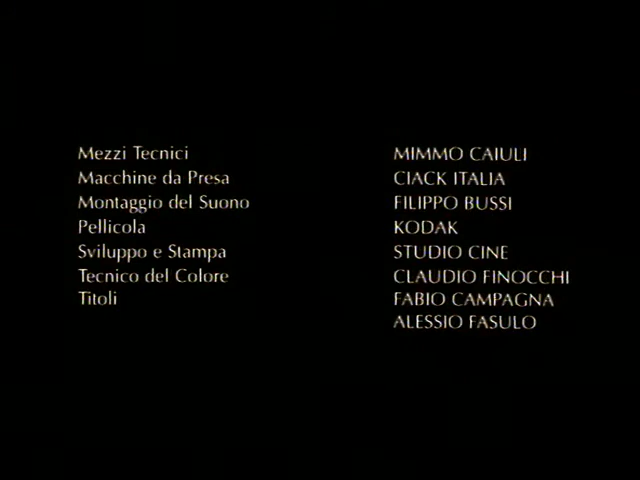 Mezzi Tecnici MIMMO CAIULI
Macchine da Presa CIACK ITALIA
Montaggio del Suono FILIPPO BUSSI
Pellicola KODAK
Sviluppo e Stampa STUDIO CINE
Tecnico del Colore CLAUDIO FINOCCHI
Titoli FABIO CAMPAGNA
ALESSIO FASULO